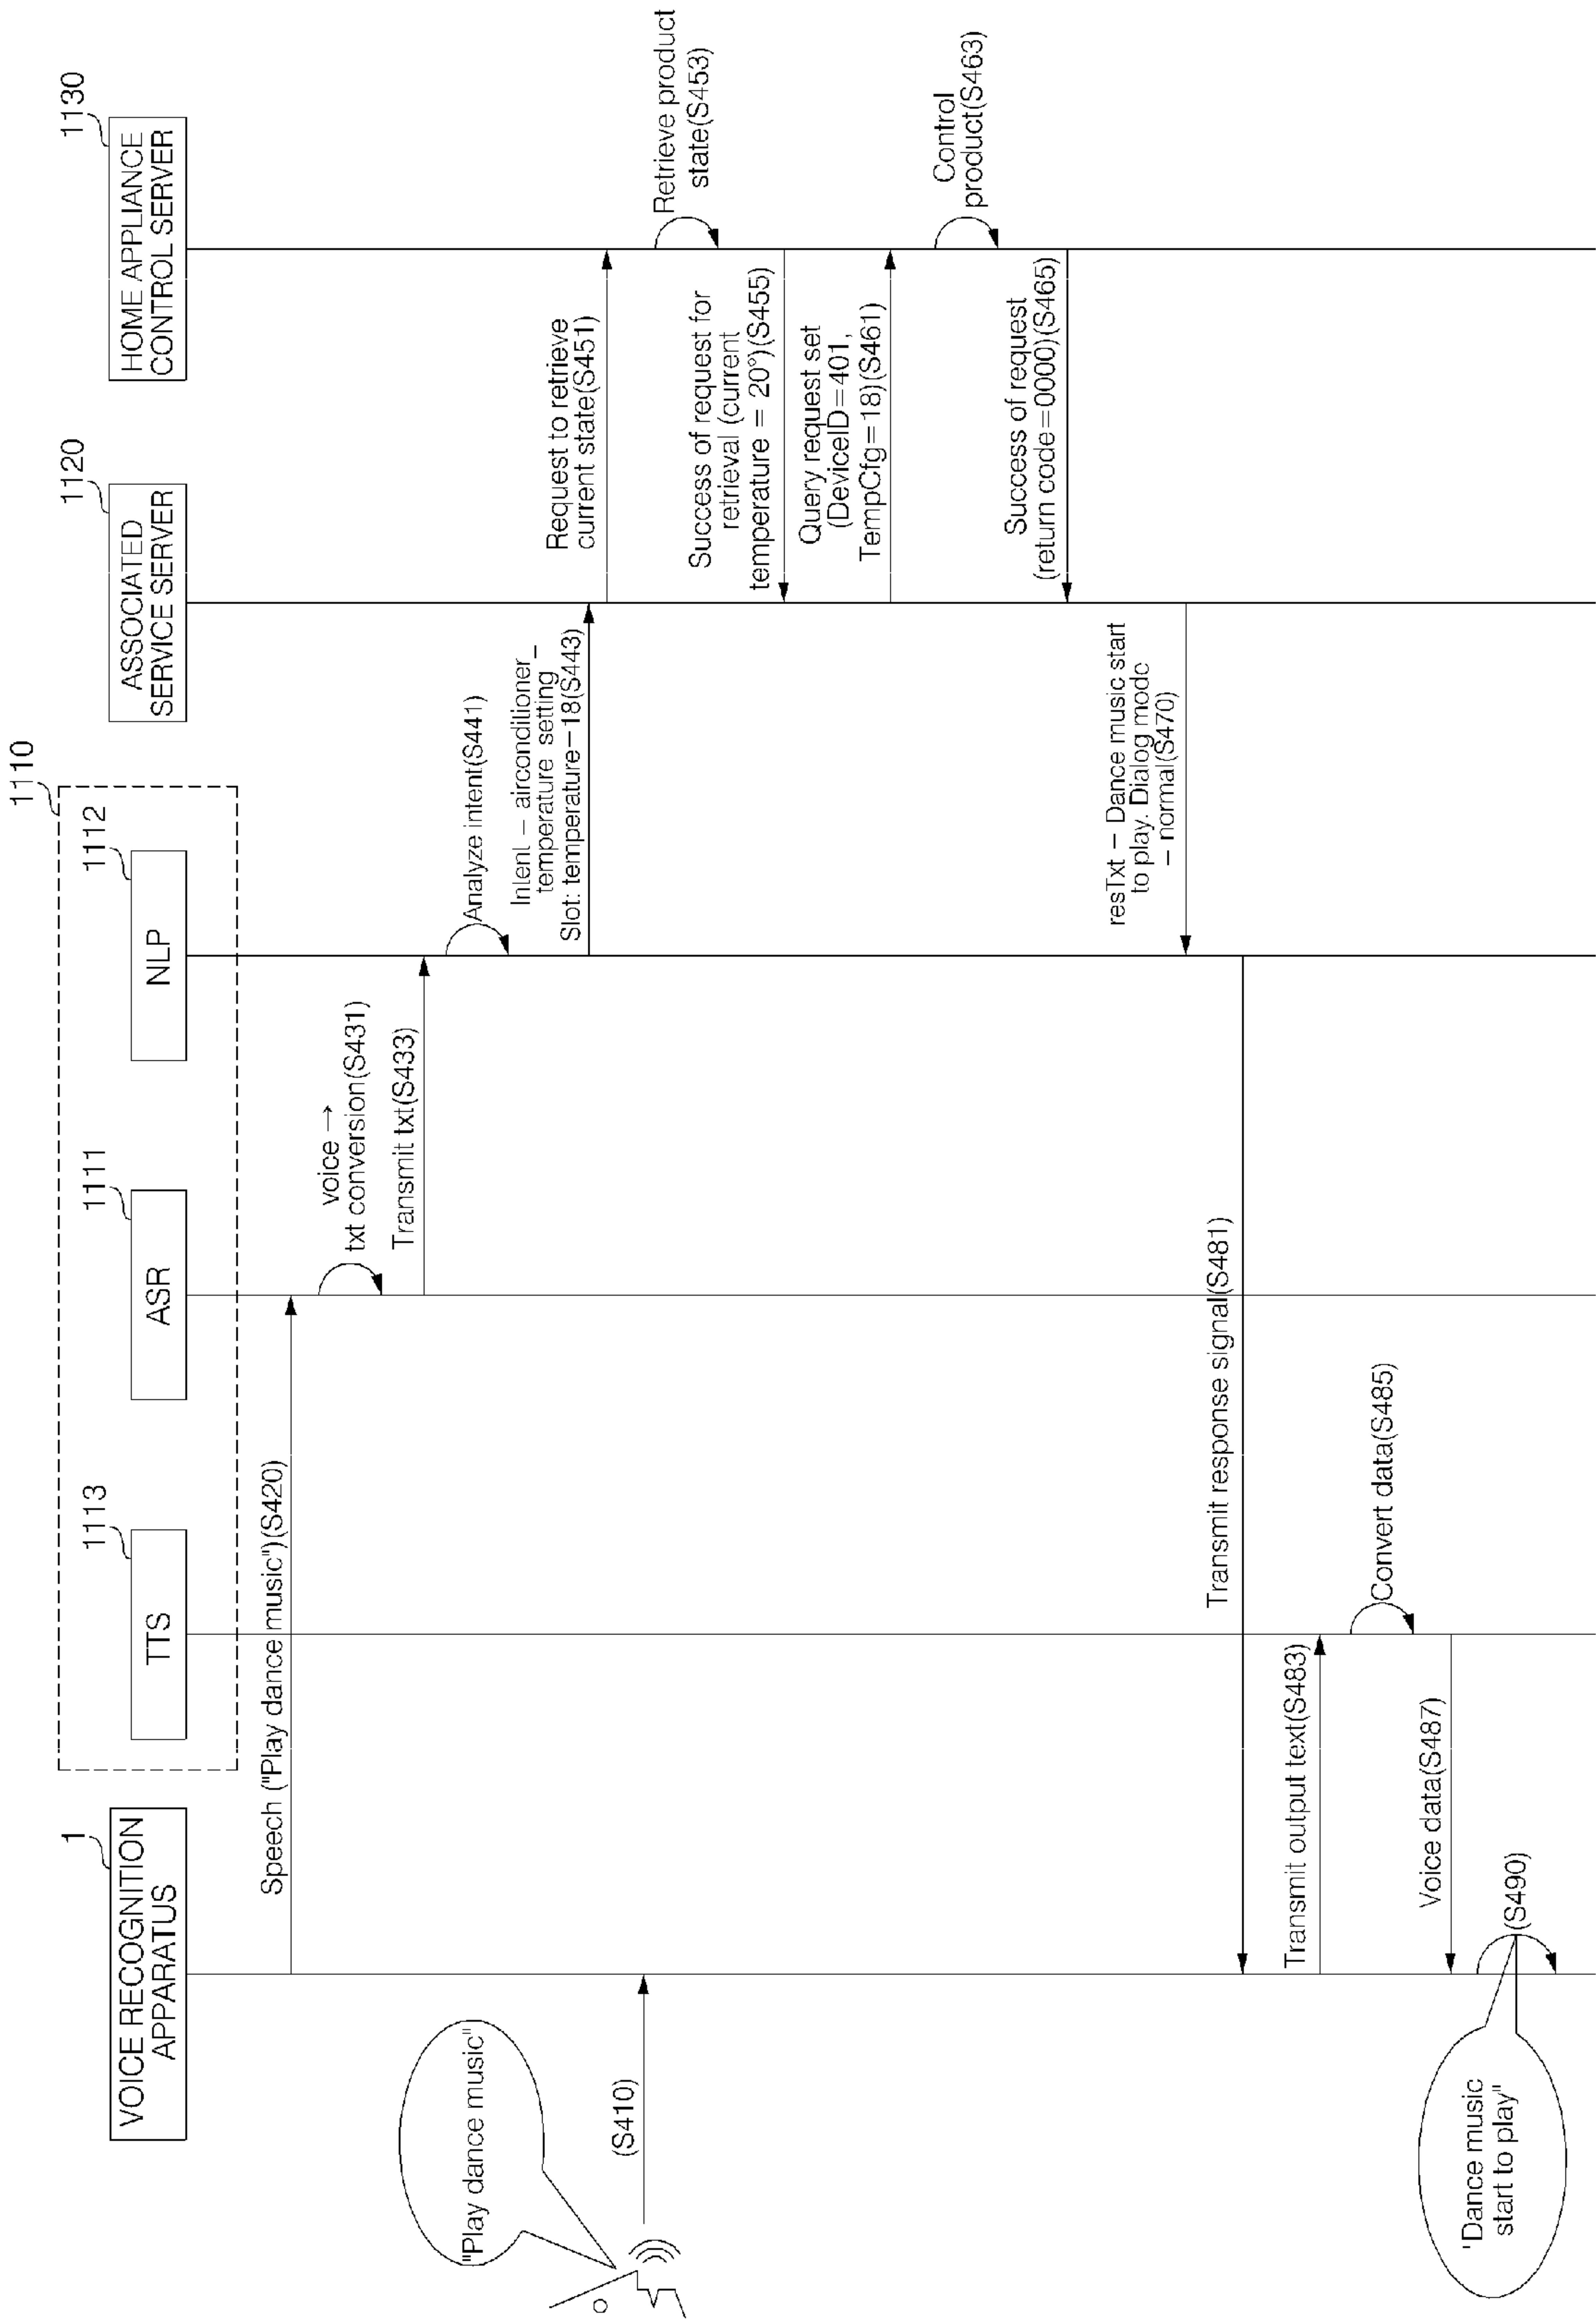 1
VOICE RECOGNITION
APPARATUS
1110
1113
TTS
1111
ASR
1112
NLP
1120
ASSOCIATED
SERVICE SERVER
1130
HOME APPLIANCE
CONTROL SERVER
"Play dance music"
(S410)
Speech ("Play dance music")(S420)
voice →
txt conversion(S431)
Transmit txt(S433)
Analyze intent(S441)
Intent – airconditioner_
temperature setting
Slot: temperature–18(S443)
Request to retrieve
current state(S451)
Retrieve product
state(S453)
Success of request for
retrieval (current
temperature = 20°)(S455)
Query request set
(DeviceID=401,
TempCfg=18)(S461)
Control
product(S463)
Success of request
(return code=0000)(S465)
resTxt – Dance music start
to play. Dialog mode
– normal(S470)
Transmit response signal(S481)
Transmit output text(S483)
Convert data(S485)
Voice data(S487)
(S490)
'Dance music
start to play"